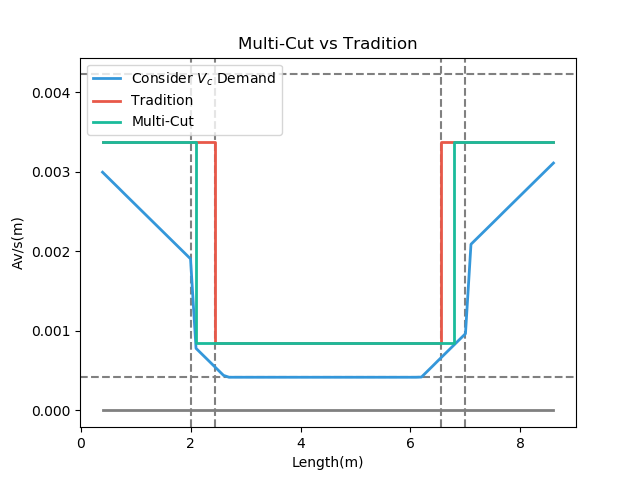 Multi-Cut vs Tradition
Consider V_c Demand
Tradition
Multi-Cut
0.004
0.003
0.002
0.001
0.000
Av/s(m)
0 2 4 6 8
Length(m)